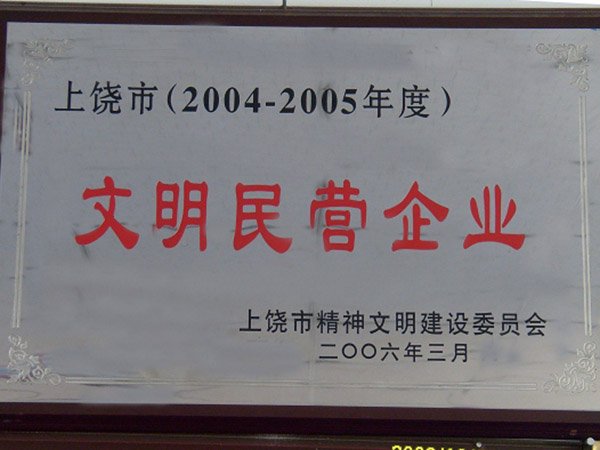 上饶市(2004-2005年度)
文明民营企业
上饶市精神文明建设委员会
二〇〇六年三月